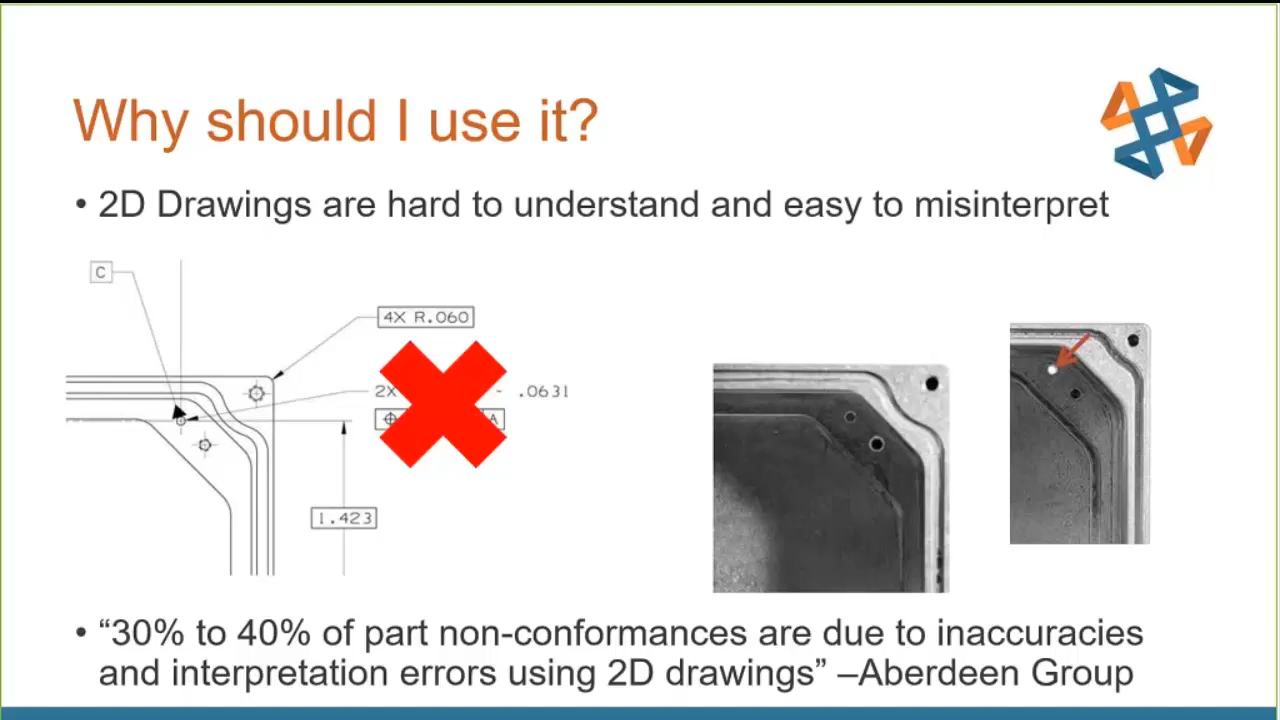 Why should I use it?
• 2D Drawings are hard to understand and easy to misinterpret
C
4X R.060
2X - .0631
A
1.423
• “30% to 40% of part non-conformances are due to inaccuracies
and interpretation errors using 2D drawings” –Aberdeen Group